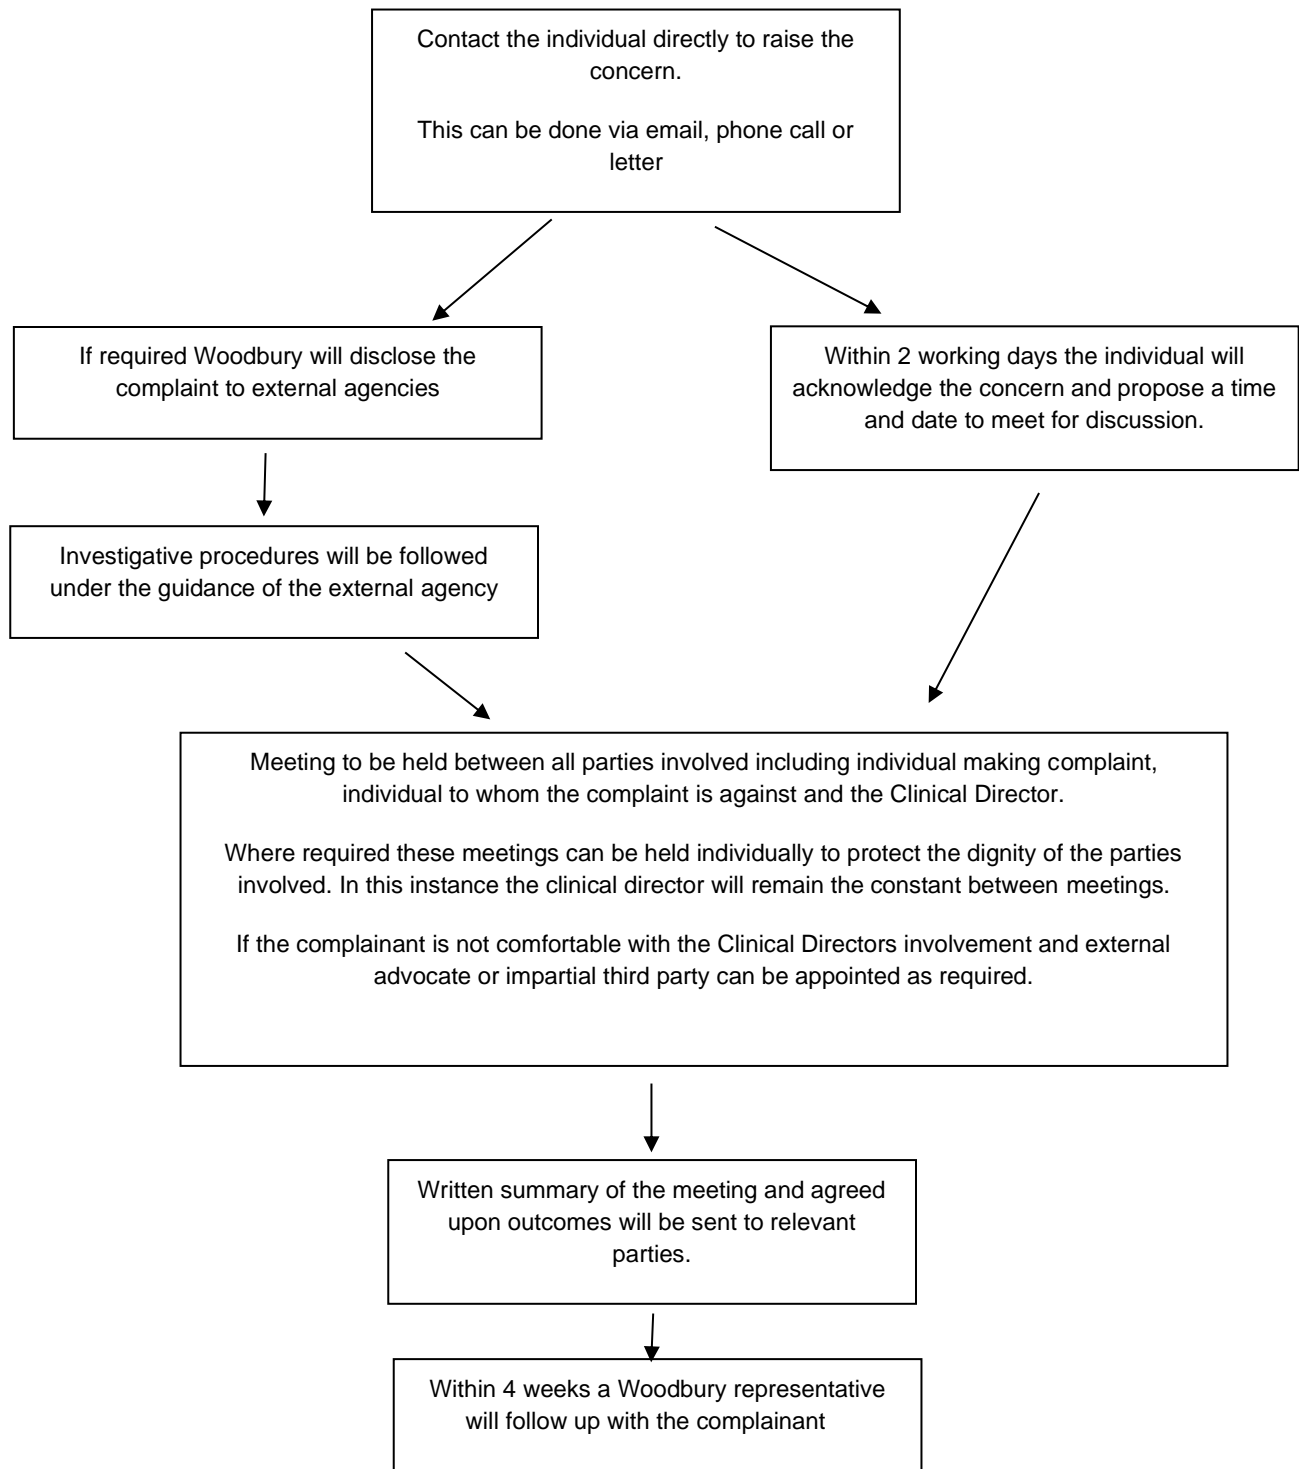 Contact the individual directly to raise the
concern.
This can be done via email, phone call or
letter
If required Woodbury will disclose the
complaint to external agencies
Within 2 working days the individual will
acknowledge the concern and propose a time
and date to meet for discussion.
Investigative procedures will be followed
under the guidance of the external agency
Meeting to be held between all parties involved including individual making complaint,
individual to whom the complaint is against and the Clinical Director.
Where required these meetings can be held individually to protect the dignity of the parties
involved. In this instance the clinical director will remain the constant between meetings.
If the complainant is not comfortable with the Clinical Directors involvement and external
advocate or impartial third party can be appointed as required.
Written summary of the meeting and agreed
upon outcomes will be sent to relevant
parties.
Within 4 weeks a Woodbury representative
will follow up with the complainant